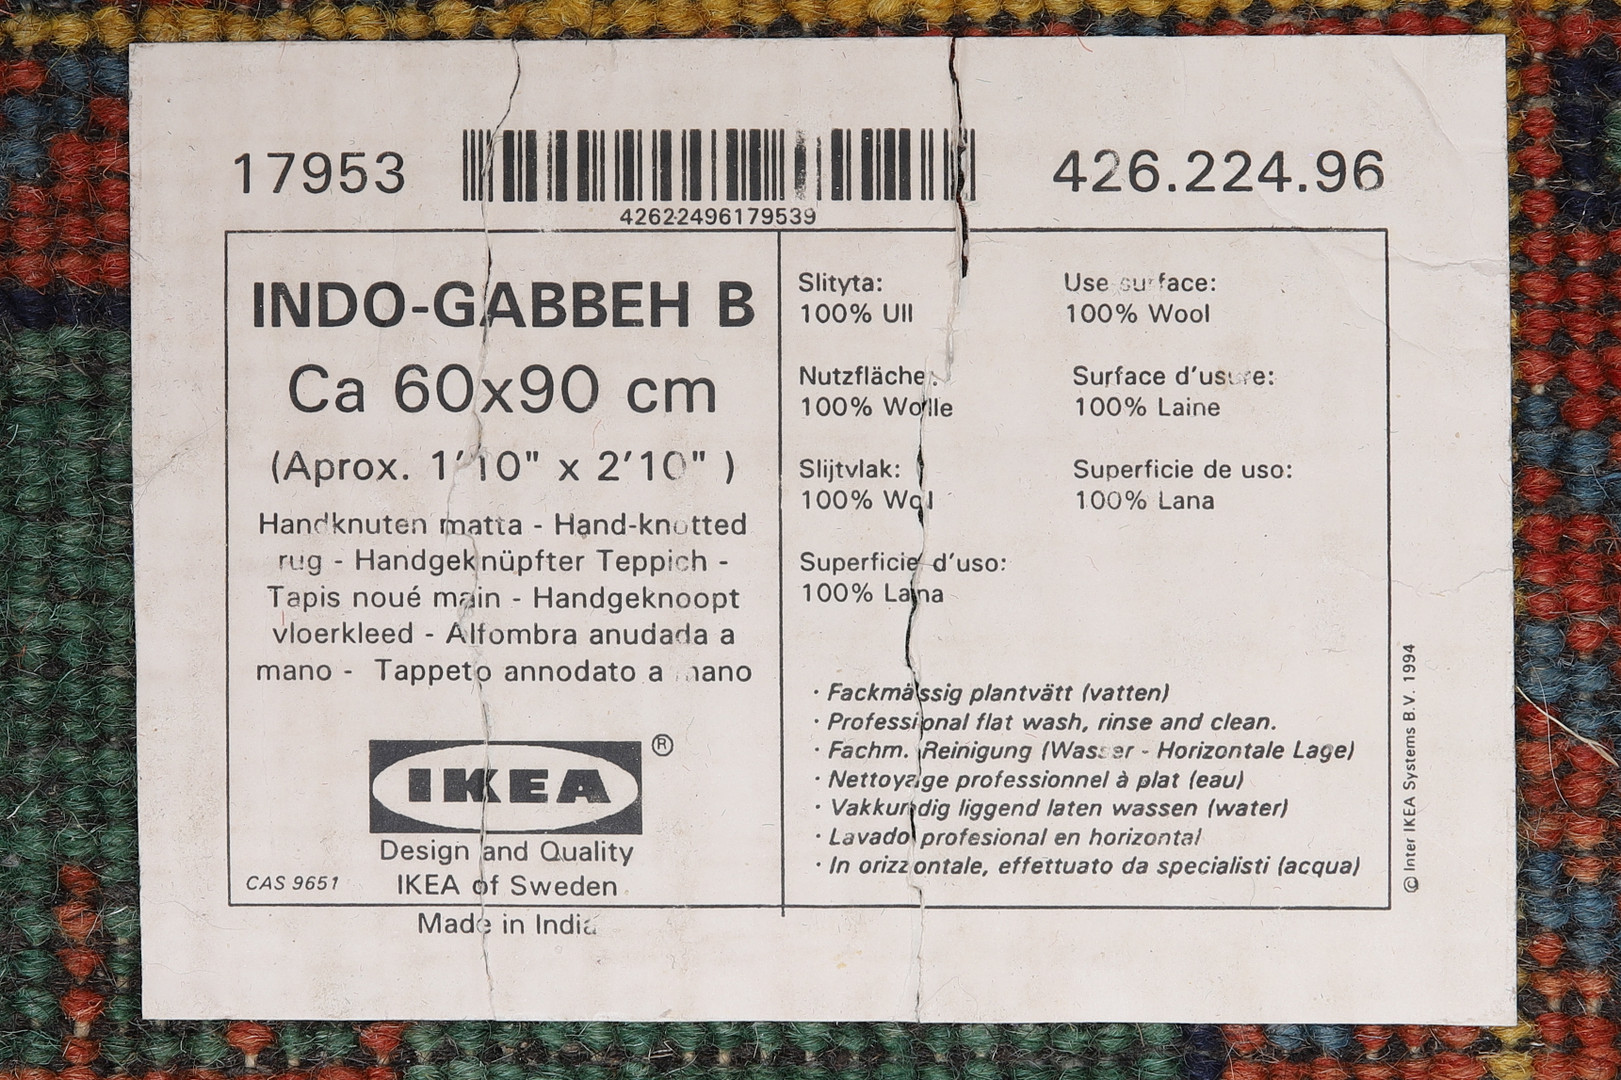 17953
426.224.96
42622496179539
INDO-GABBEH B
Ca 60x90 cm
(Aprox. 1'10" x 2'10" )
Handknuten matta - Hand-knotted
rug - Handgeknüpfter Teppich -
Tapis noué main - Handgeknoopt
vloerkleed - Alfombra anudada a
mano - Tappeto annodato a mano
IKEA ®
Design and Quality
IKEA of Sweden
CAS 9651
Made in India
Slityta:
100% Ull
Use surface:
100% Wool
Nutzfläche:
100% Wolle
Surface d'usure:
100% Laine
Slijtvlak:
100% Wol
Superficie de uso:
100% Lana
Superficie d'uso:
100% Lana
· Fackmässig plantvätt (vatten)
· Professional flat wash, rinse and clean.
· Fachm. Reinigung (Wasser - Horizontale Lage)
· Nettoyage professionnel à plat (eau)
· Vakkundig liggend laten wassen (water)
· Lavado profesional en horizontal
· In orizzontale, effettuato da specialisti (acqua)
© Inter IKEA Systems B.V. 1994